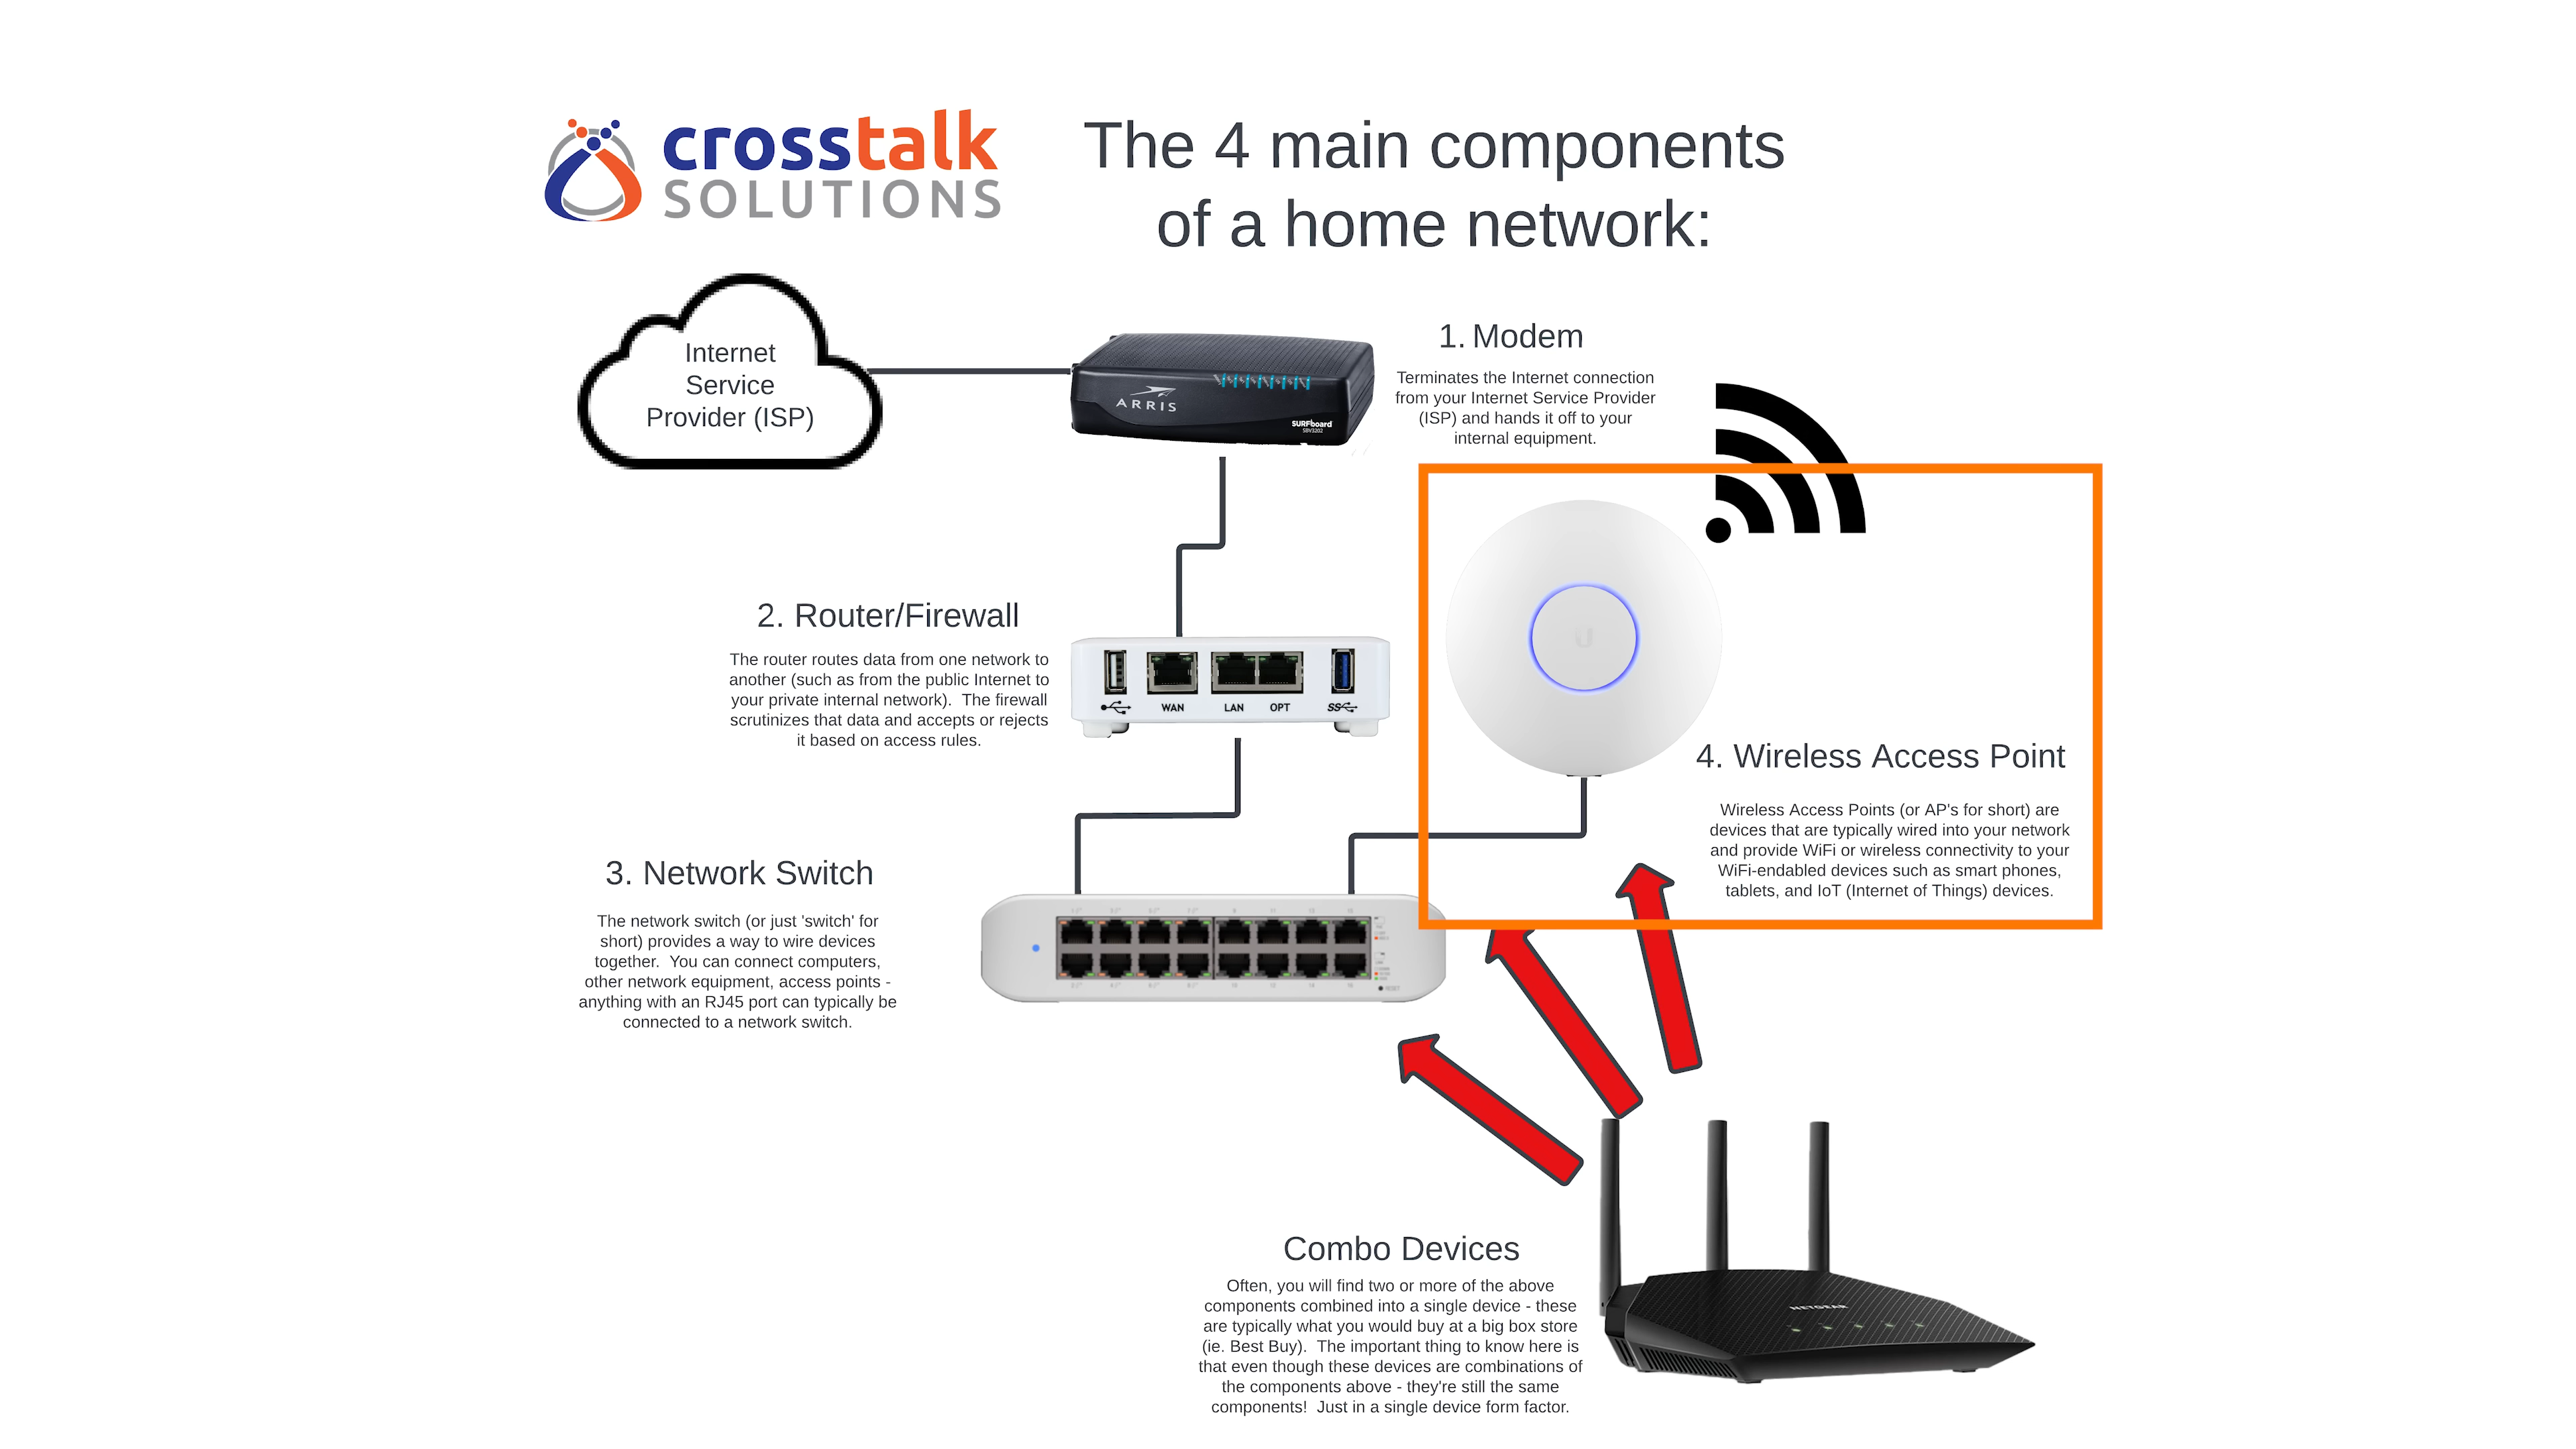 crosstalk
SOLUTIONS
The 4 main components
of a home network:
Internet
Service
Provider (ISP)
ARRIS
SURFboard
SBV3202
1. Modem
Terminates the Internet connection
from your Internet Service Provider
(ISP) and hands it off to your
internal equipment.
2. Router/Firewall
The router routes data from one network to
another (such as from the public Internet to
your private internal network).  The firewall
scrutinizes that data and accepts or rejects
it based on access rules.
WAN
LAN
OPT
SS
U
4. Wireless Access Point
Wireless Access Points (or AP's for short) are
devices that are typically wired into your network
and provide WiFi or wireless connectivity to your
WiFi-endabled devices such as smart phones,
tablets, and IoT (Internet of Things) devices.
3. Network Switch
The network switch (or just 'switch' for
short) provides a way to wire devices
together.  You can connect computers,
other network equipment, access points -
anything with an RJ45 port can typically be
connected to a network switch.
RESET
Combo Devices
Often, you will find two or more of the above
components combined into a single device - these
are typically what you would buy at a big box store
(ie. Best Buy).  The important thing to know here is
that even though these devices are combinations of
the components above - they're still the same
components!  Just in a single device form factor.
NETGEAR